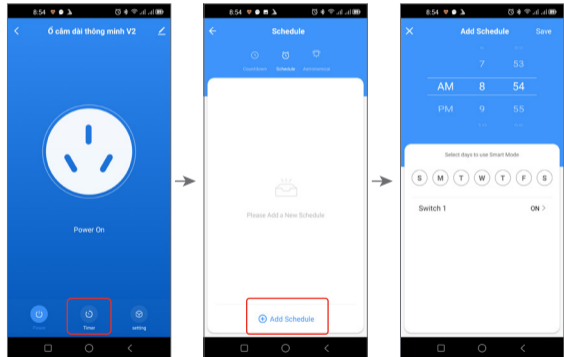 8:54
Ổ cắm dài thông minh V2
Power On
Power
Timer
setting
8:54
Schedule
Countdown Schedule Astronomical
Please Add a New Schedule
Add Schedule
8:54
Add Schedule Save
7 53
AM 8 54
PM 9 55
Select days to use Smart Mode
S M T W T F S
Switch 1 ON >